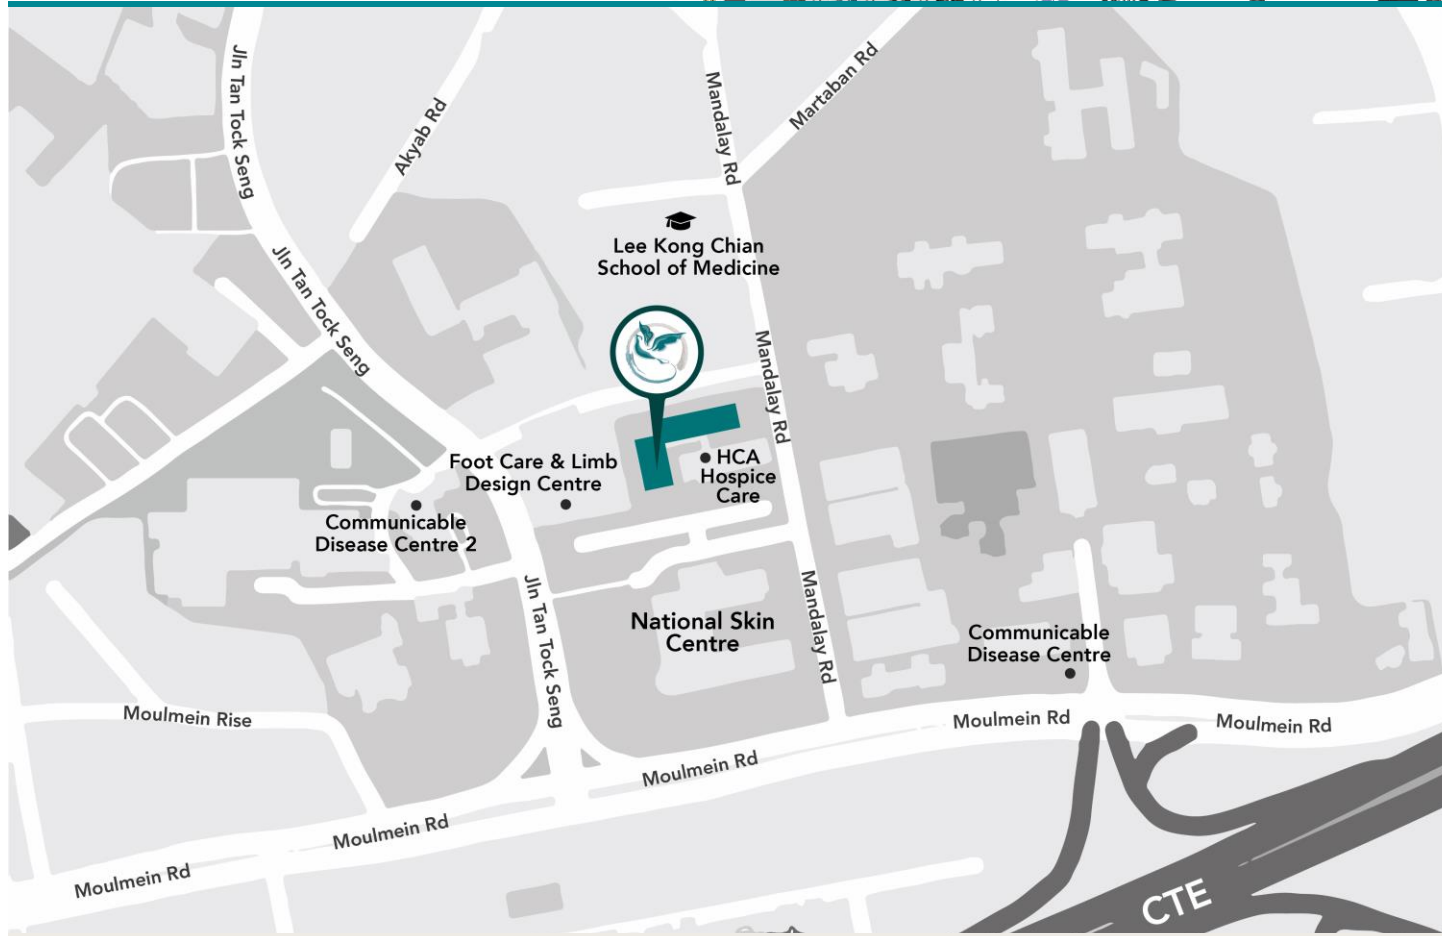 Jln Tan Tock Seng
Akyab Rd
Mandalay Rd
Martaban Rd
Lee Kong Chian
School of Medicine
Jln Tan Tock Seng
Mandalay Rd
Foot Care & Limb
Design Centre
HCA
Hospice
Care
Communicable
Disease Centre 2
Jln Tan Tock Seng
National Skin
Centre
Mandalay Rd
Communicable
Disease Centre
Moulmein Rise
Moulmein Rd
Moulmein Rd
Moulmein Rd
Moulmein Rd
Moulmein Rd
CTE